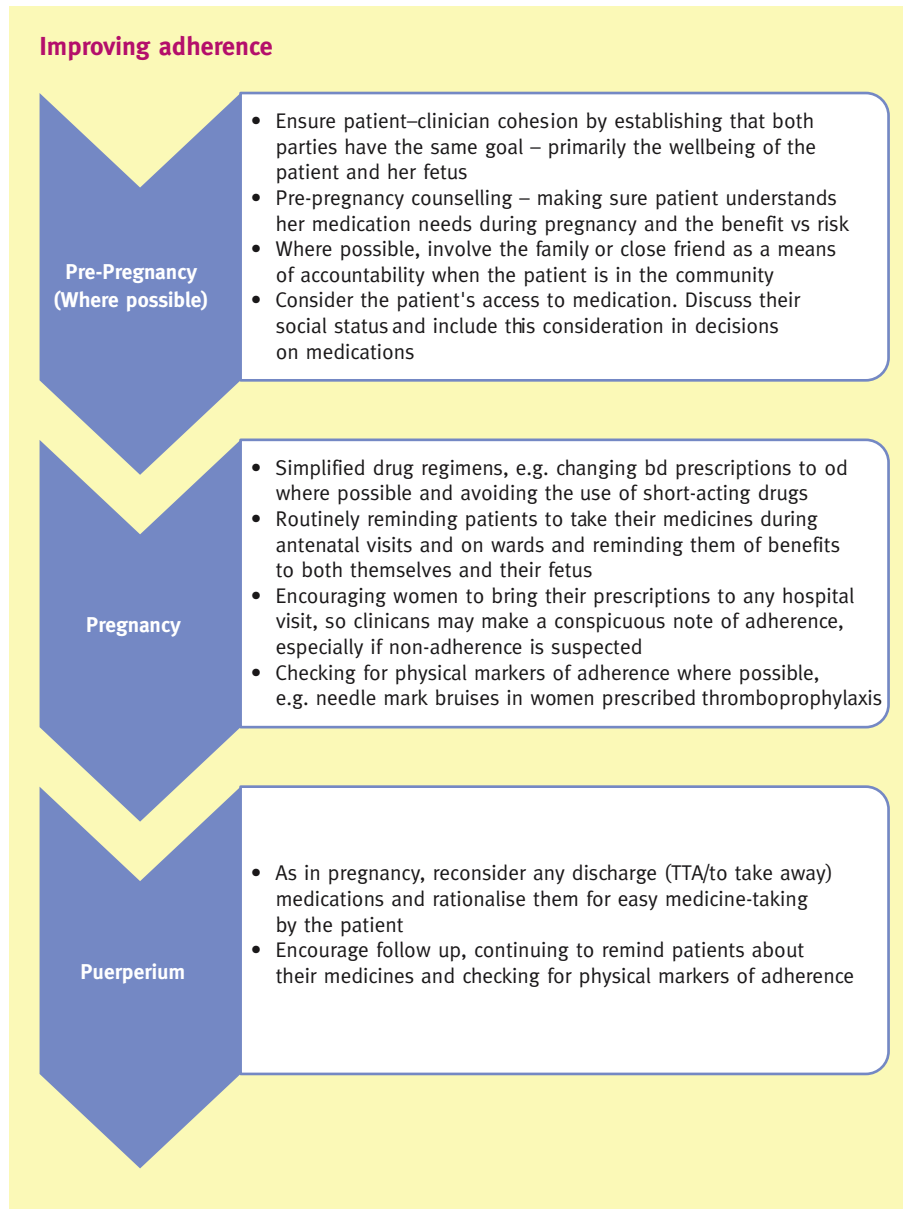 Improving adherence
Pre-Pregnancy
(Where possible)
• Ensure patient–clinician cohesion by establishing that both
parties have the same goal – primarily the wellbeing of the
patient and her fetus
• Pre-pregnancy counselling – making sure patient understands
her medication needs during pregnancy and the benefit vs risk
• Where possible, involve the family or close friend as a means
of accountability when the patient is in the community
• Consider the patient's access to medication. Discuss their
social status and include this consideration in decisions
on medications
Pregnancy
• Simplified drug regimens, e.g. changing bd prescriptions to od
where possible and avoiding the use of short-acting drugs
• Routinely reminding patients to take their medicines during
antenatal visits and on wards and reminding them of benefits
to both themselves and their fetus
• Encouraging women to bring their prescriptions to any hospital
visit, so clinicans may make a conspicuous note of adherence,
especially if non-adherence is suspected
• Checking for physical markers of adherence where possible,
e.g. needle mark bruises in women prescribed thromboprophylaxis
Puerperium
• As in pregnancy, reconsider any discharge (TTA/to take away)
medications and rationalise them for easy medicine-taking
by the patient
• Encourage follow up, continuing to remind patients about
their medicines and checking for physical markers of adherence